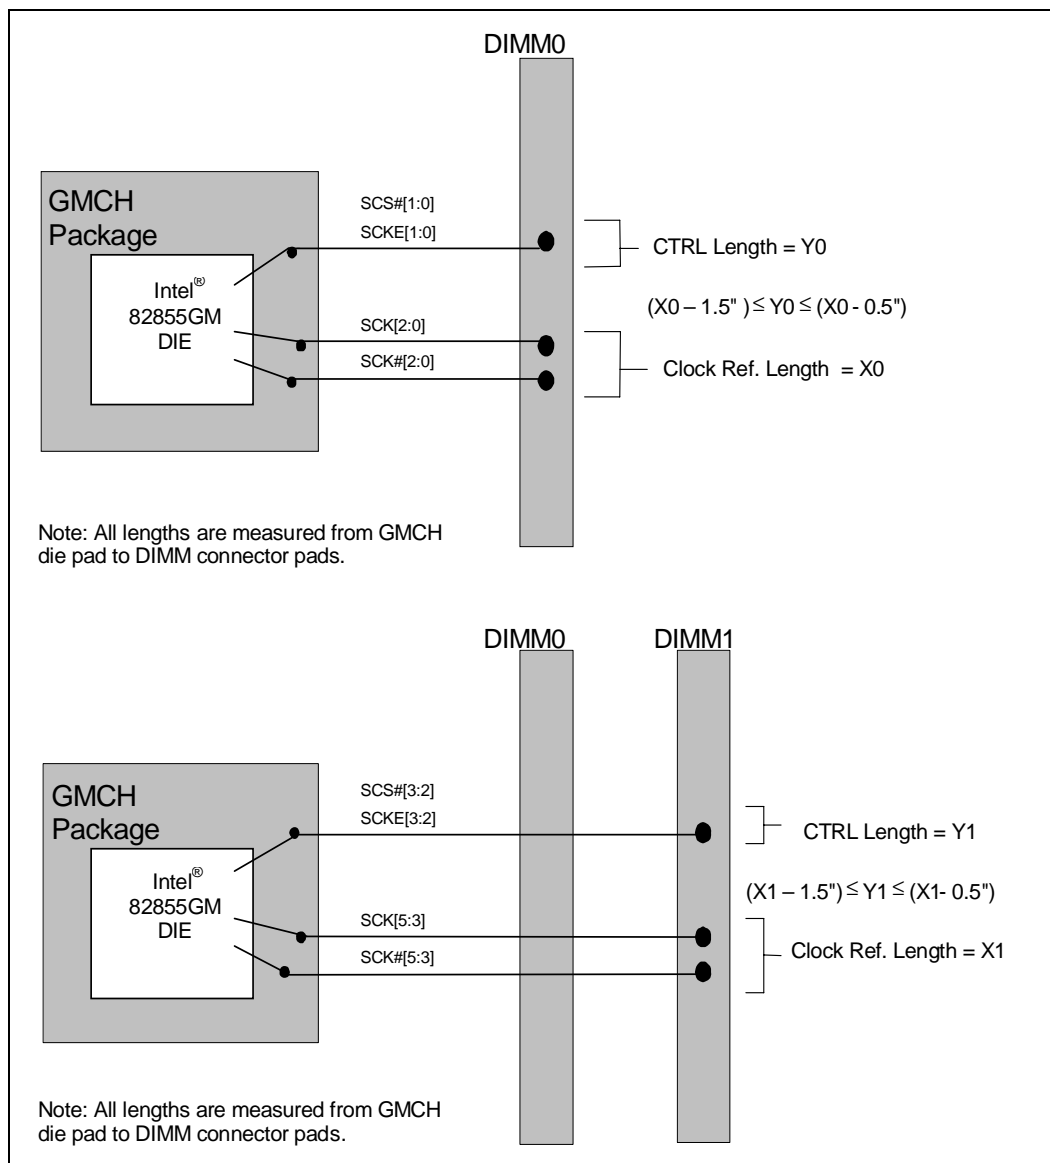 DIMM0
GMCH
Package
Intel®
82855GM
DIE
SCS#[1:0]
SCKE[1:0]
SCK[2:0]
SCK#[2:0]
CTRL Length = Y0
(X0 – 1.5" ) ≤ Y0 ≤ (X0 - 0.5")
Clock Ref. Length = X0
Note: All lengths are measured from GMCH
die pad to DIMM connector pads.
DIMM0
DIMM1
GMCH
Package
Intel®
82855GM
DIE
SCS#[3:2]
SCKE[3:2]
SCK[5:3]
SCK#[5:3]
CTRL Length = Y1
(X1 – 1.5") ≤ Y1 ≤ (X1- 0.5")
Clock Ref. Length = X1
Note: All lengths are measured from GMCH
die pad to DIMM connector pads.